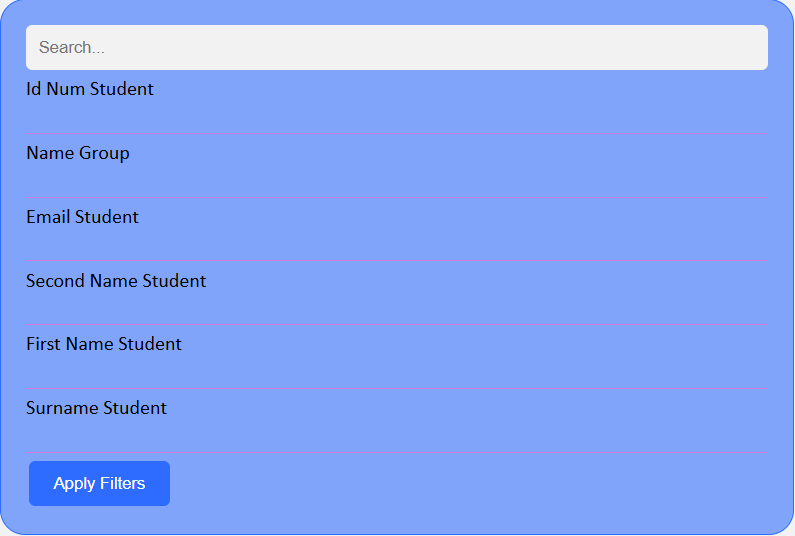 Search...
Id Num Student
Name Group
Email Student
Second Name Student
First Name Student
Surname Student
Apply Filters